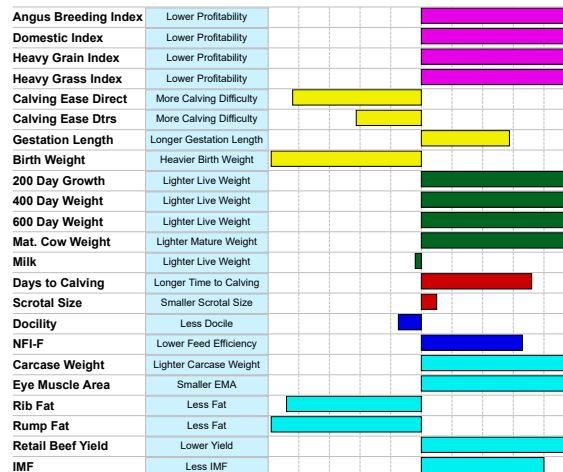 Angus Breeding Index Lower Profitability
Domestic Index Lower Profitability
Heavy Grain Index Lower Profitability
Heavy Grass Index Lower Profitability
Calving Ease Direct More Calving Difficulty
Calving Ease Dtrs More Calving Difficulty
Gestation Length Longer Gestation Length
Birth Weight Heavier Birth Weight
200 Day Growth Lighter Live Weight
400 Day Weight Lighter Live Weight
600 Day Weight Lighter Live Weight
Mat. Cow Weight Lighter Mature Weight
Milk Lighter Live Weight
Days to Calving Longer Time to Calving
Scrotal Size Smaller Scrotal Size
Docility Less Docile
NFI-F Lower Feed Efficiency
Carcase Weight Lighter Carcase Weight
Eye Muscle Area Smaller EMA
Rib Fat Less Fat
Rump Fat Less Fat
Retail Beef Yield Lower Yield
IMF Less IMF